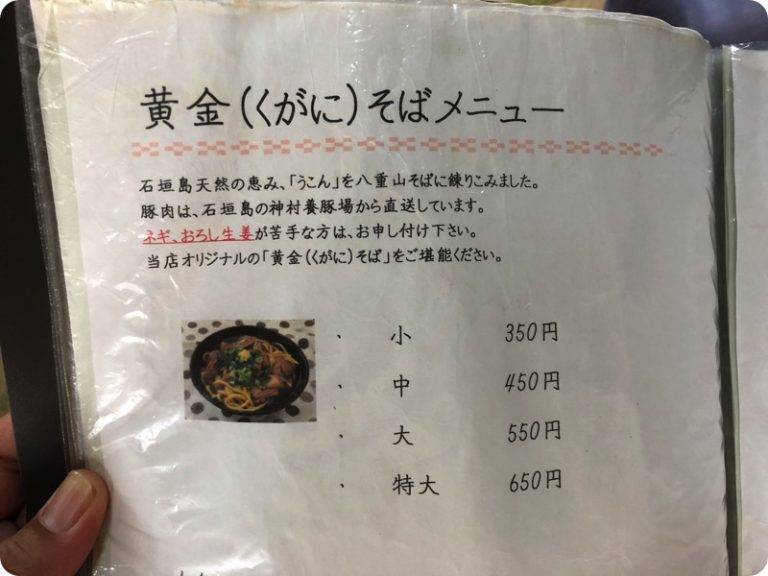 黄金(くがに)そばメニュー
石垣島天然の恵み、「うこん」を八重山そばに練りこみました。
豚肉は、石垣島の神村養豚場から直送しています。
ネギ、おろし生姜が苦手な方は、お申し付け下さい。
当店オリジナルの「黄金(くがに)そば」をご堪能ください。
・ 小 350円
・ 中 450円
・ 大 550円
・ 特大 650円